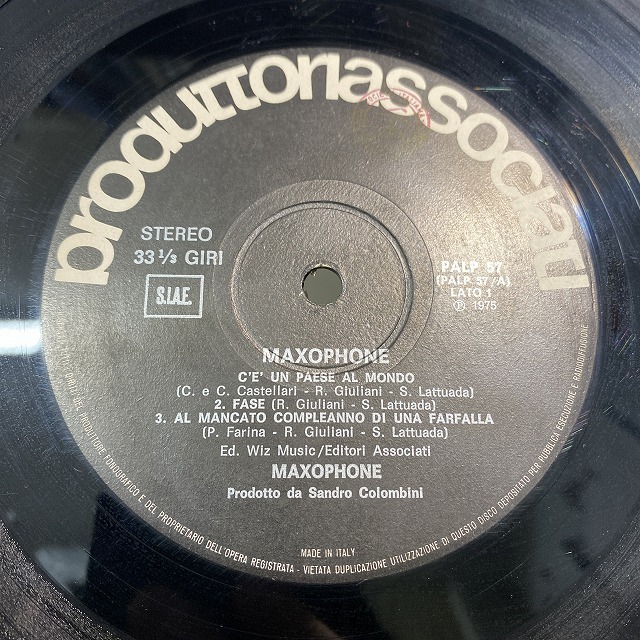 produttoriassociati
STEREO
33 1/3 GIRI
S.I.A.E.
PALP 57
(PALP 57/A)
LATO 1
℗ 1975
MAXOPHONE
C'E' UN PAESE AL MONDO
(C. e C. Castellari - R. Giuliani - S. Lattuada)
2. FASE (R. Giuliani - S. Lattuada)
3. AL MANCATO COMPLEANNO DI UNA FARFALLA
(P. Farina - R. Giuliani - S. Lattuada)
Ed. Wiz Music/Editori Associati
MAXOPHONE
Prodotto da Sandro Colombini
MADE IN ITALY
DEL PRODUTTORE FONOGRAFICO E DEL PROPRIETARIO DELL'OPERA REGISTRATA - VIETATA DUPLICAZIONE UTILIZZAZIONE DI QUESTO DISCO DEPOSITATO PER PUBBLICA ESECUZIONE E RADIODIFFUSIONE